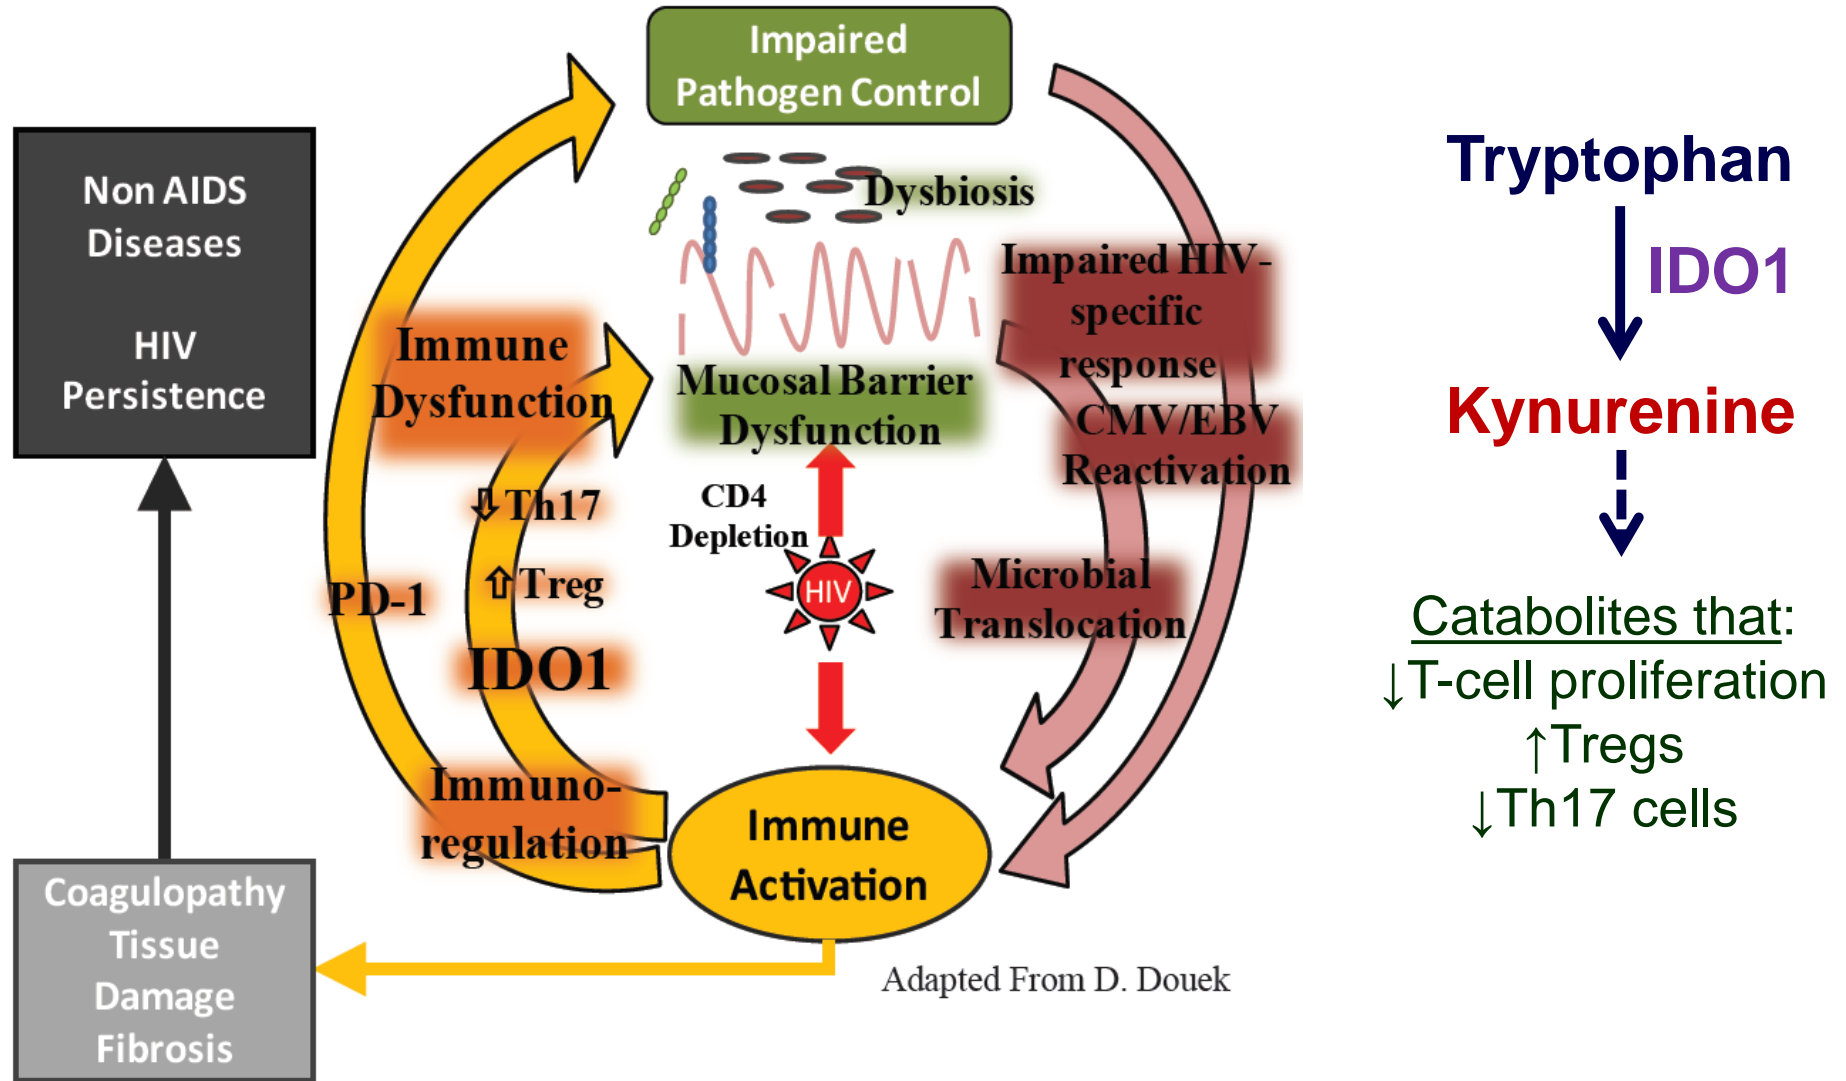 Impaired
Pathogen Control
Non AIDS
Diseases
HIV
Persistence
Dysbiosis
Impaired HIV-
specific
response
Immune
Dysfunction
Mucosal Barrier
Dysfunction
CMV/EBV
Reactivation
⇩Th17
CD4
Depletion
⇧Treg
PD-1
HIV
Microbial
Translocation
IDO1
Immuno-
regulation
Immune
Activation
Coagulopathy
Tissue
Damage
Fibrosis
Adapted From D. Douek
Tryptophan
IDO1
Kynurenine
Catabolites that:
↓T-cell proliferation
↑Tregs
↓Th17 cells